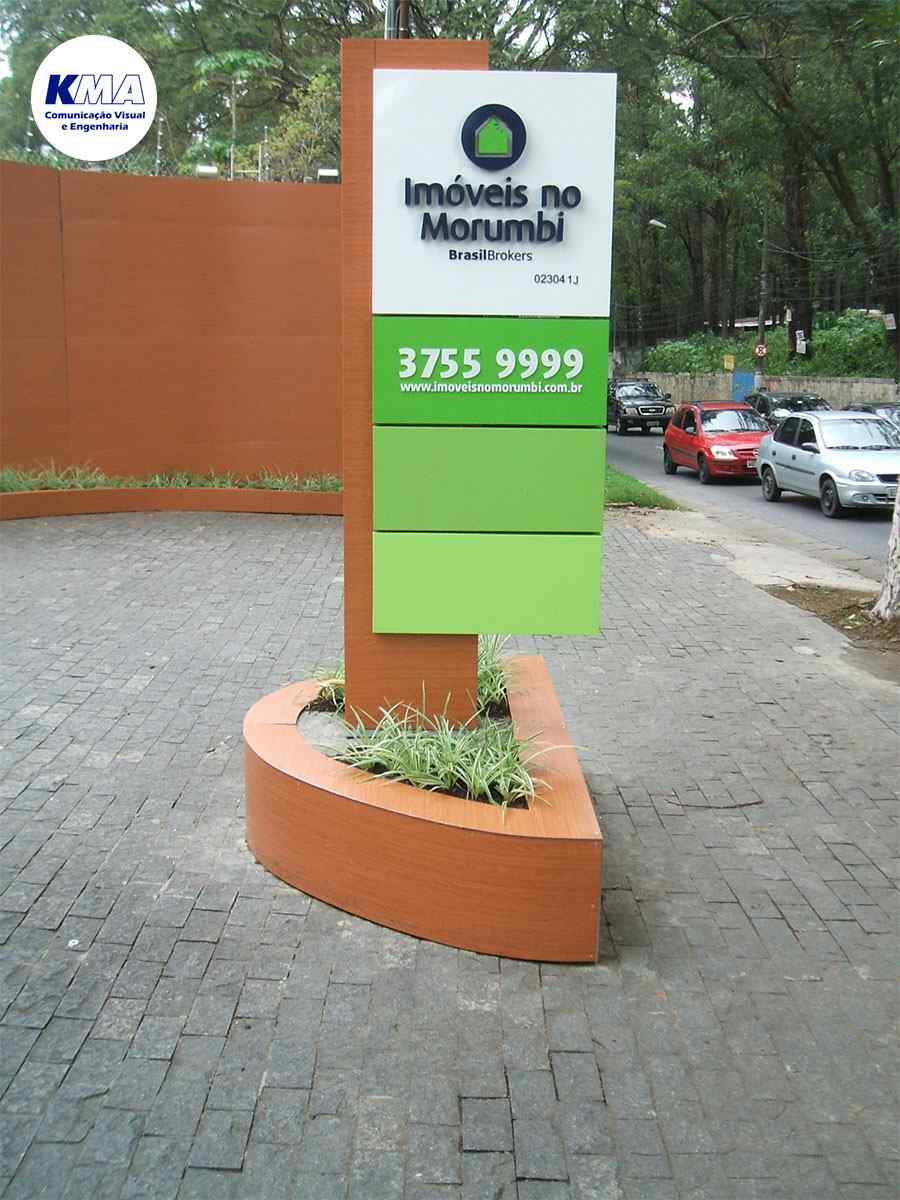 KMA
Comunicação Visual
e Engenharia
Imóveis no
Morumbi
BrasilBrokers
02304 1J
3755 9999
www.imoveisnomorumbi.com.br